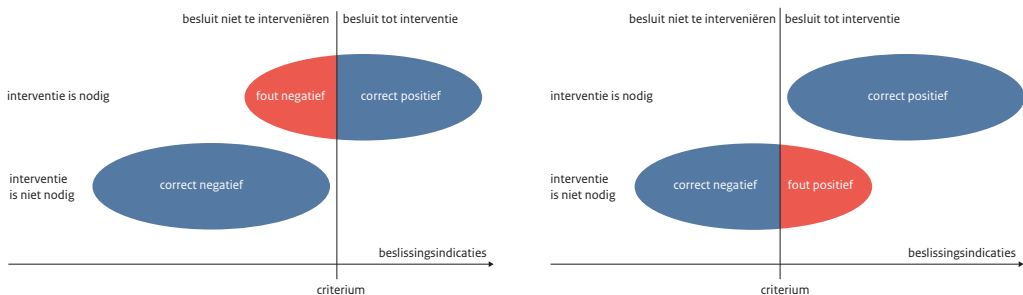 besluit niet te interveniëren
besluit tot interventie
interventie is nodig
fout negatief
correct positief
interventie
is niet nodig
correct negatief
beslissingsindicaties
criterium
besluit niet te interveniëren
besluit tot interventie
interventie is nodig
correct positief
interventie
is niet nodig
correct negatief
fout positief
beslissingsindicaties
criterium